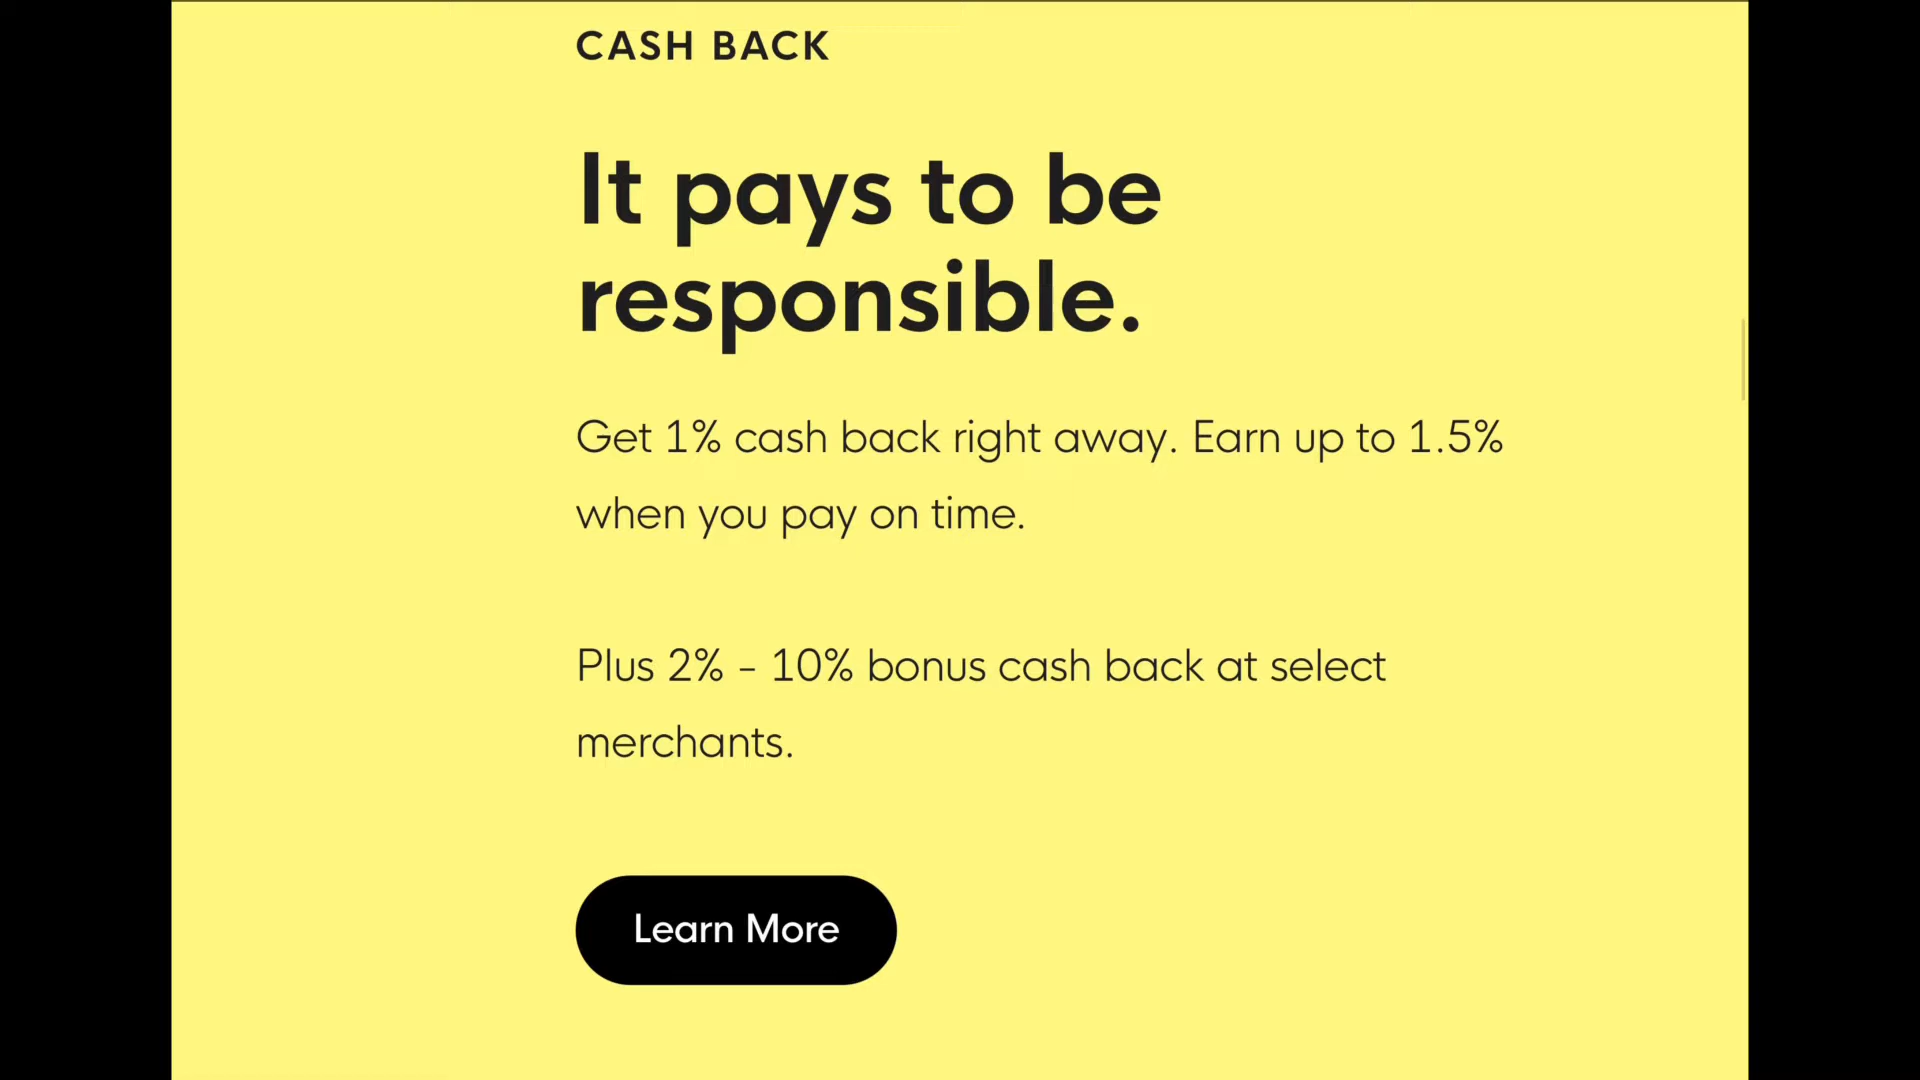 CASH BACK
It pays to be
responsible.
Get 1% cash back right away. Earn up to 1.5%
when you pay on time.
Plus 2% - 10% bonus cash back at select
merchants.
Learn More